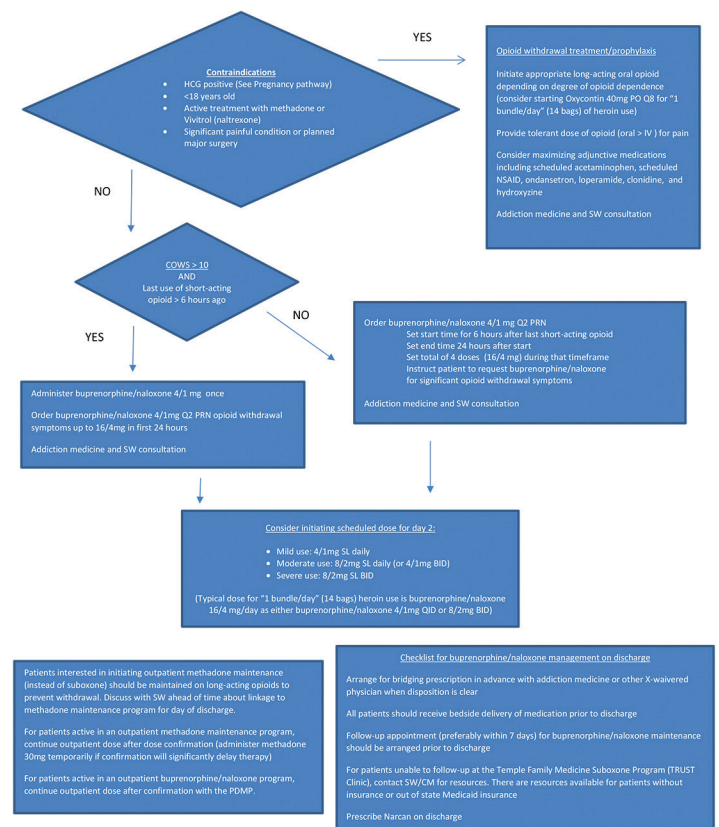 YES
Contraindications
• HCG positive (See Pregnancy pathway)
• <18 years old
• Active treatment with methadone or
Vivitrol (naltrexone)
• Significant painful condition or planned
major surgery
Opioid withdrawal treatment/prophylaxis
Initiate appropriate long-acting oral opioid
depending on degree of opioid dependence
(consider starting Oxycontin 40mg PO Q8 for “1
bundle/day” (14 bags) of heroin use)
Provide tolerant dose of opioid (oral > IV ) for pain
Consider maximizing adjunctive medications
including scheduled acetaminophen, scheduled
NSAID, ondansetron, loperamide, clonidine, and
hydroxyzine
Addiction medicine and SW consultation
NO
COWS > 10
AND
Last use of short-acting
opioid > 6 hours ago
NO
YES
Order buprenorphine/naloxone 4/1 mg Q2 PRN
Set start time for 6 hours after last short-acting opioid
Set end time 24 hours after start
Set total of 4 doses (16/4 mg) during that timeframe
Instruct patient to request buprenorphine/naloxone
for significant opioid withdrawal symptoms
Addiction medicine and SW consultation
Administer buprenorphine/naloxone 4/1 mg once
Order buprenorphine/naloxone 4/1mg Q2 PRN opioid withdrawal
symptoms up to 16/4mg in first 24 hours
Addiction medicine and SW consultation
Consider initiating scheduled dose for day 2:
• Mild use: 4/1mg SL daily
• Moderate use: 8/2mg SL daily (or 4/1mg BID)
• Severe use: 8/2mg SL BID
(Typical dose for “1 bundle/day” (14 bags) heroin use is buprenorphine/naloxone
16/4 mg/day as either buprenorphine/naloxone 4/1mg QID or 8/2mg BID)
Patients interested in initiating outpatient methadone maintenance
(instead of suboxone) should be maintained on long-acting opioids to
prevent withdrawal. Discuss with SW ahead of time about linkage to
methadone maintenance program for day of discharge.
For patients active in an outpatient methadone maintenance program,
continue outpatient dose after dose confirmation (administer methadone
30mg temporarily if confirmation will significantly delay therapy)
For patients active in an outpatient buprenorphine/naloxone program,
continue outpatient dose after confirmation with the PDMP.
Checklist for buprenorphine/naloxone management on discharge
Arrange for bridging prescription in advance with addiction medicine or other X-waivered
physician when disposition is clear
All patients should receive bedside delivery of medication prior to discharge
Follow-up appointment (preferably within 7 days) for buprenorphine/naloxone maintenance
should be arranged prior to discharge
For patients unable to follow-up at the Temple Family Medicine Suboxone Program (TRUST
Clinic), contact SW/CM for resources. There are resources available for patients without
insurance or out of state Medicaid insurance
Prescribe Narcan on discharge